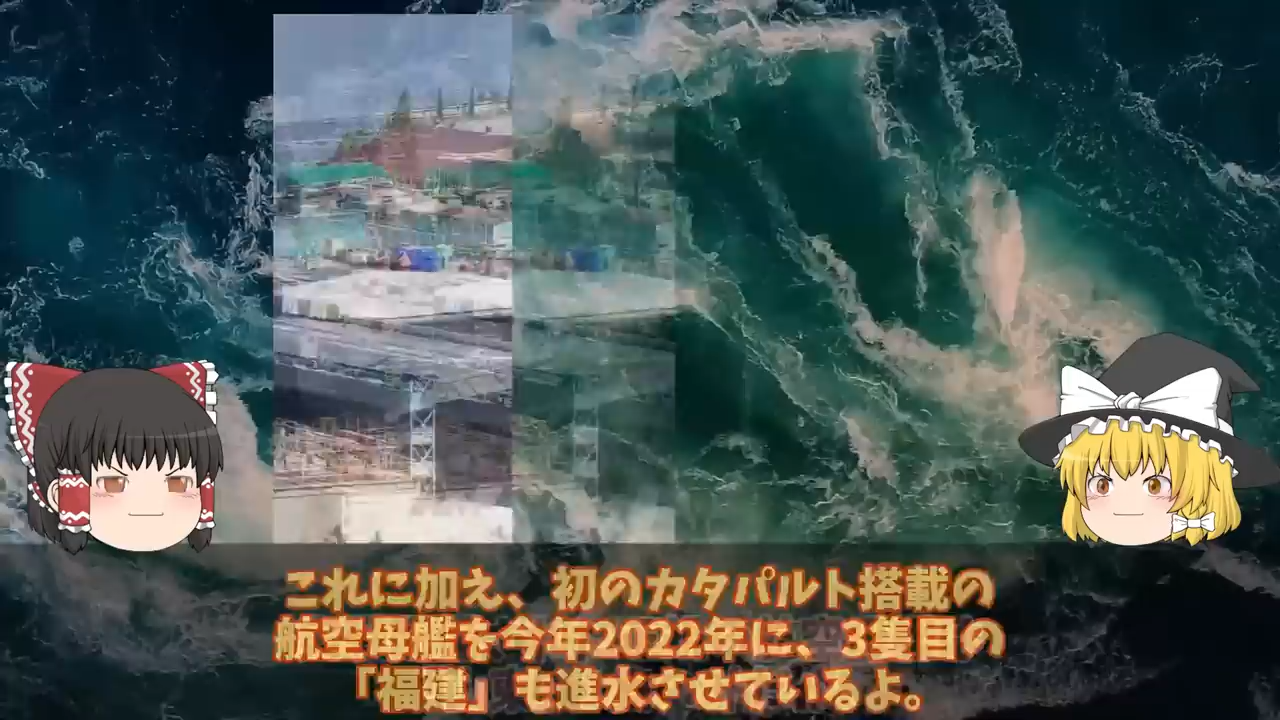 これに加え、初のカタパルト搭載の
航空母艦を今年2022年に、3隻目の
「福建」も進水させているよ。